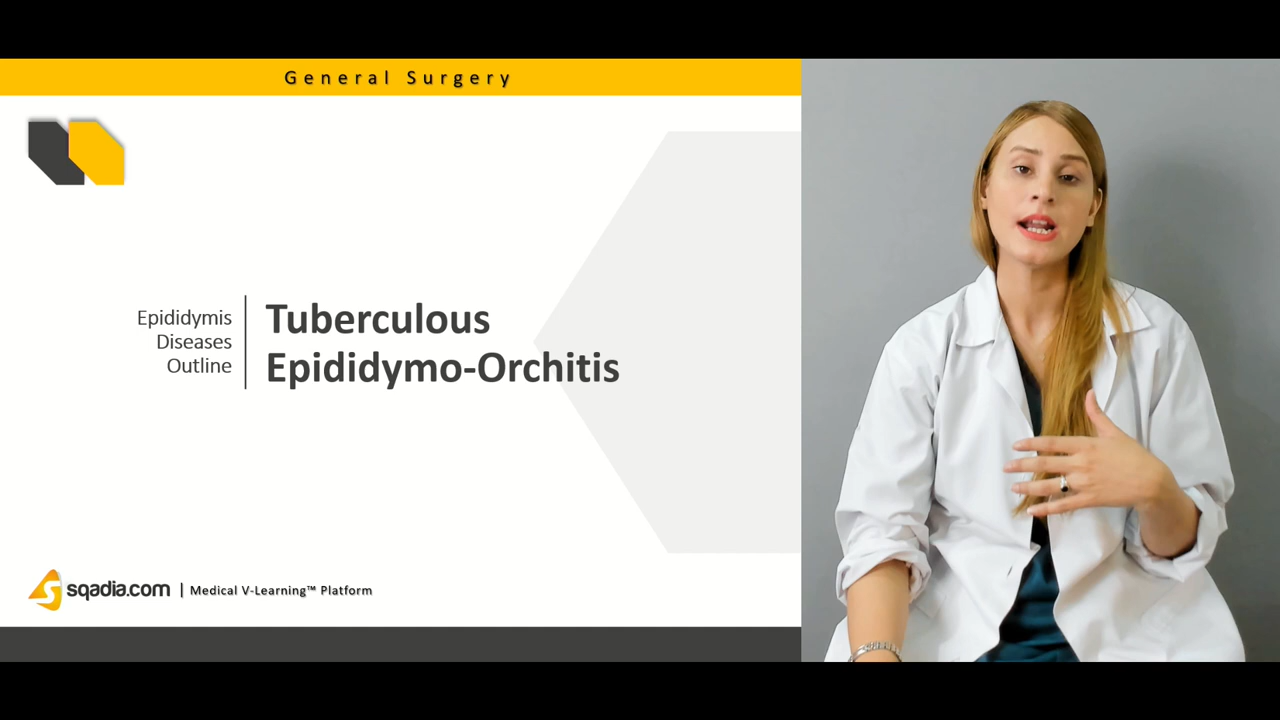 General Surgery
Epididymis
Diseases
Outline
Tuberculous
Epididymo-Orchitis
sqadia.com | Medical V-Learning™ Platform